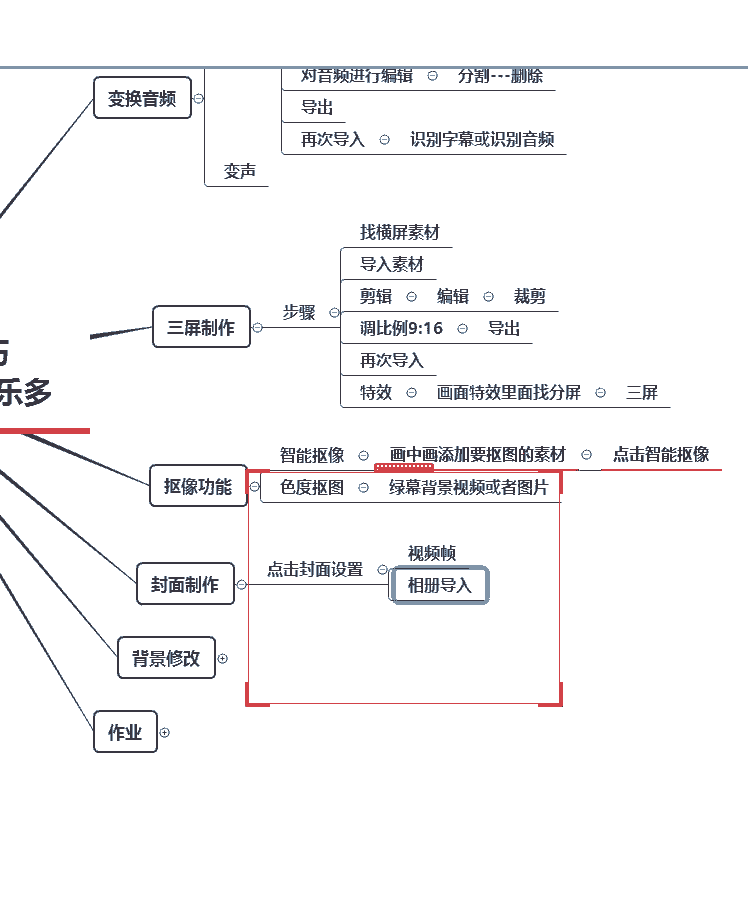 对音频进行编辑 分割---删除
变换音频
导出
再次导入 识别字幕或识别音频
变声
找横屏素材
导入素材
步骤
剪辑 编辑 裁剪
三屏制作
调比例9:16 导出
再次导入
特效 画面特效里面找分屏 三屏
乐多
智能抠像 画中画添加要抠图的素材 点击智能抠像
抠像功能
色度抠图 绿幕背景视频或者图片
视频帧
封面制作
点击封面设置
相册导入
背景修改
作业